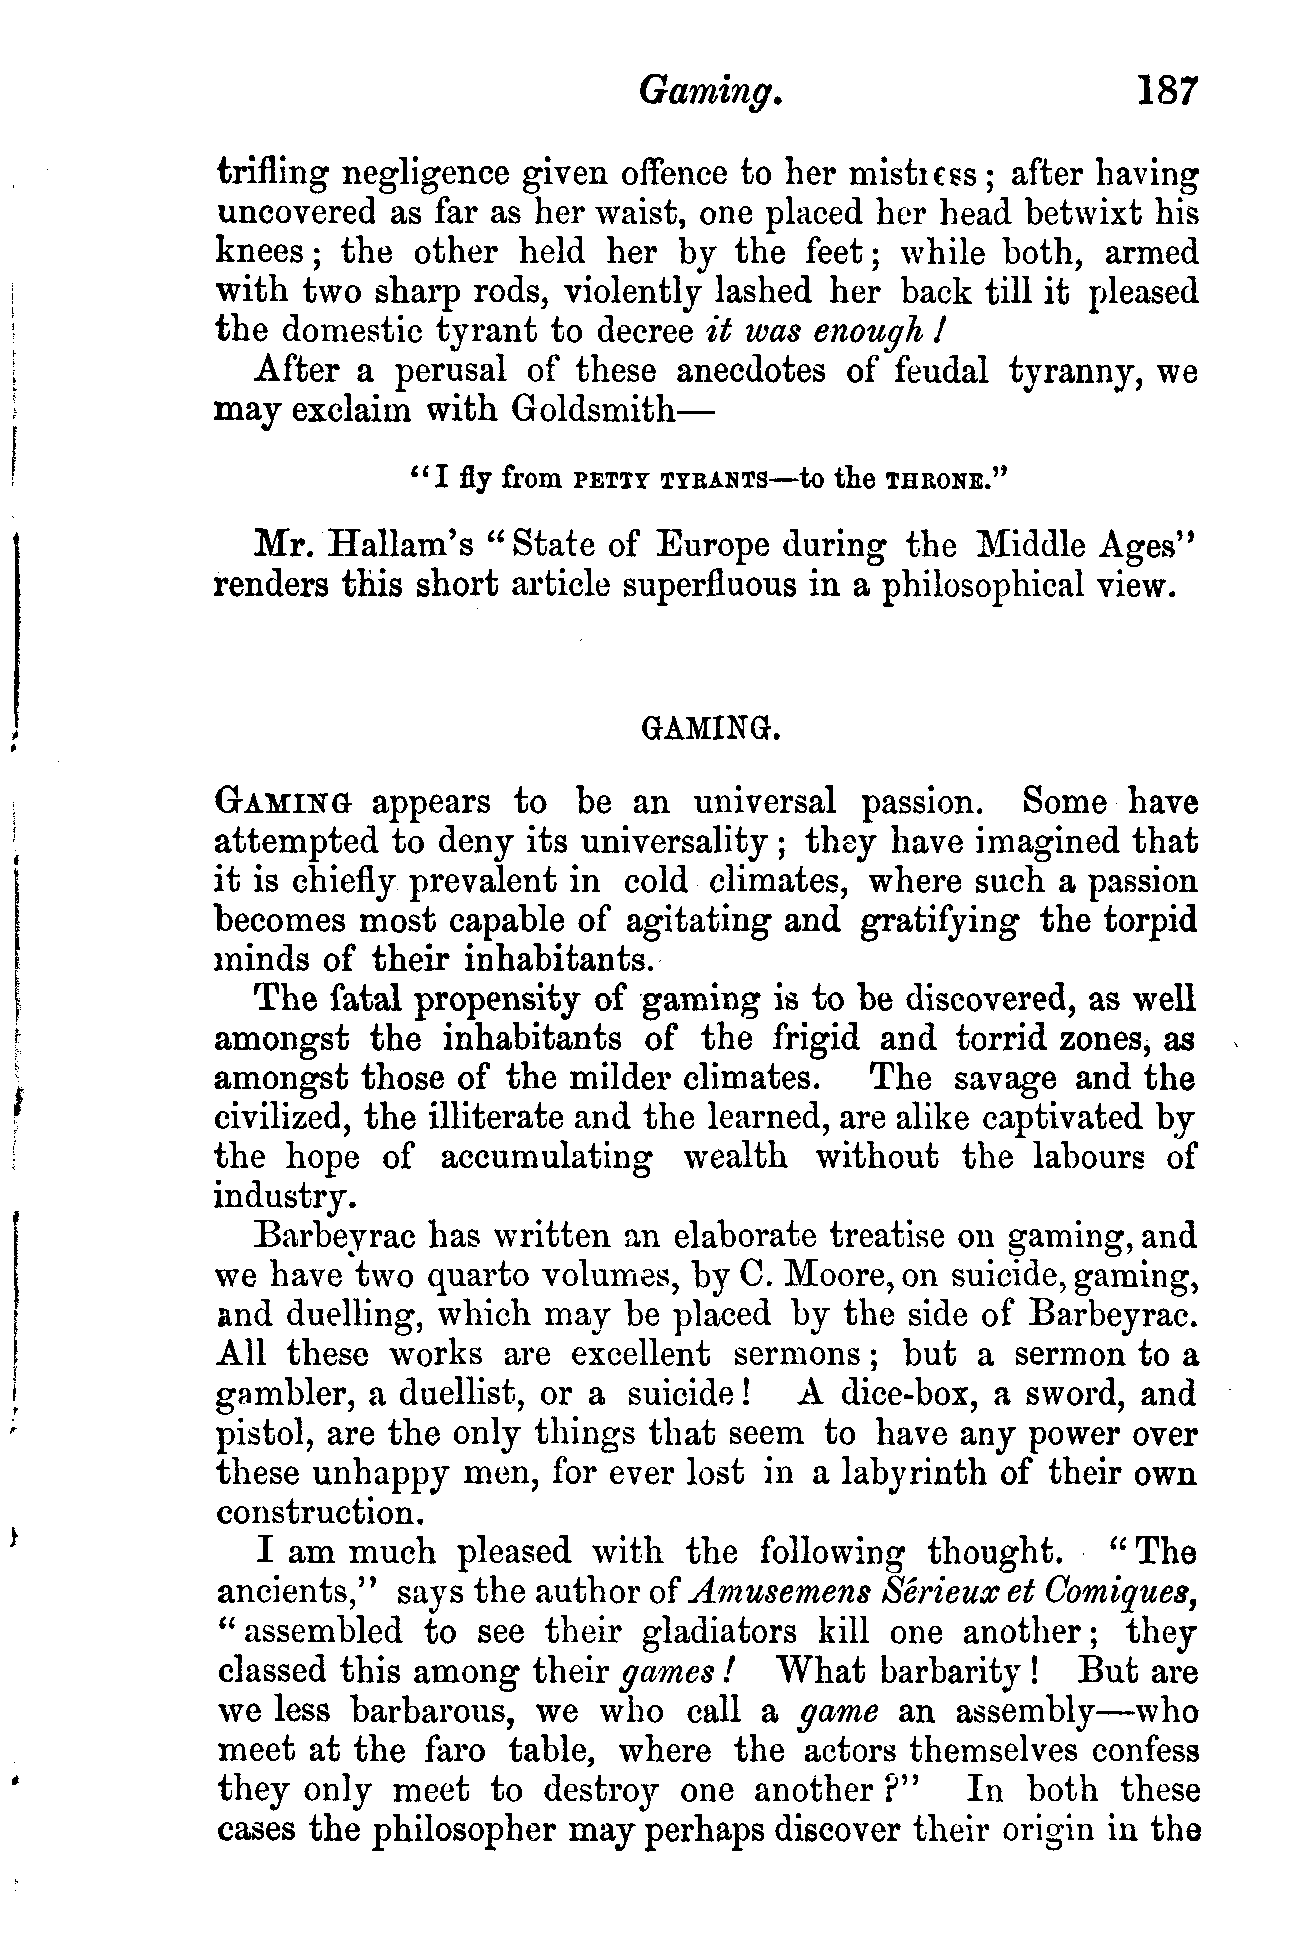 Gaming. 187
trifling negligence given offence to her mistress; after having
uncovered as far as her waist, one placed her head betwixt his
knees; the other held her by the feet; while both, armed
with two sharp rods, violently lashed her back till it pleased
the domestic tyrant to decree it was enough!
After a perusal of these anecdotes of feudal tyranny, we
may exclaim with Goldsmith—
"I fly from PETTY TYRANTS—to the THRONE."
Mr. Hallam's "State of Europe during the Middle Ages"
renders this short article superfluous in a philosophical view.
GAMING.
GAMING appears to be an universal passion. Some have
attempted to deny its universality; they have imagined that
it is chiefly prevalent in cold climates, where such a passion
becomes most capable of agitating and gratifying the torpid
minds of their inhabitants.
The fatal propensity of gaming is to be discovered, as well
amongst the inhabitants of the frigid and torrid zones, as
amongst those of the milder climates. The savage and the
civilized, the illiterate and the learned, are alike captivated by
the hope of accumulating wealth without the labours of
industry.
Barbeyrac has written an elaborate treatise on gaming, and
we have two quarto volumes, by C. Moore, on suicide, gaming,
and duelling, which may be placed by the side of Barbeyrac.
All these works are excellent sermons; but a sermon to a
gambler, a duellist, or a suicide! A dice-box, a sword, and
pistol, are the only things that seem to have any power over
these unhappy men, for ever lost in a labyrinth of their own
construction.
I am much pleased with the following thought. "The
ancients," says the author of Amusemens Sérieux et Comiques,
"assembled to see their gladiators kill one another; they
classed this among their games! What barbarity! But are
we less barbarous, we who call a game an assembly—who
meet at the faro table, where the actors themselves confess
they only meet to destroy one another?" In both these
cases the philosopher may perhaps discover their origin in the